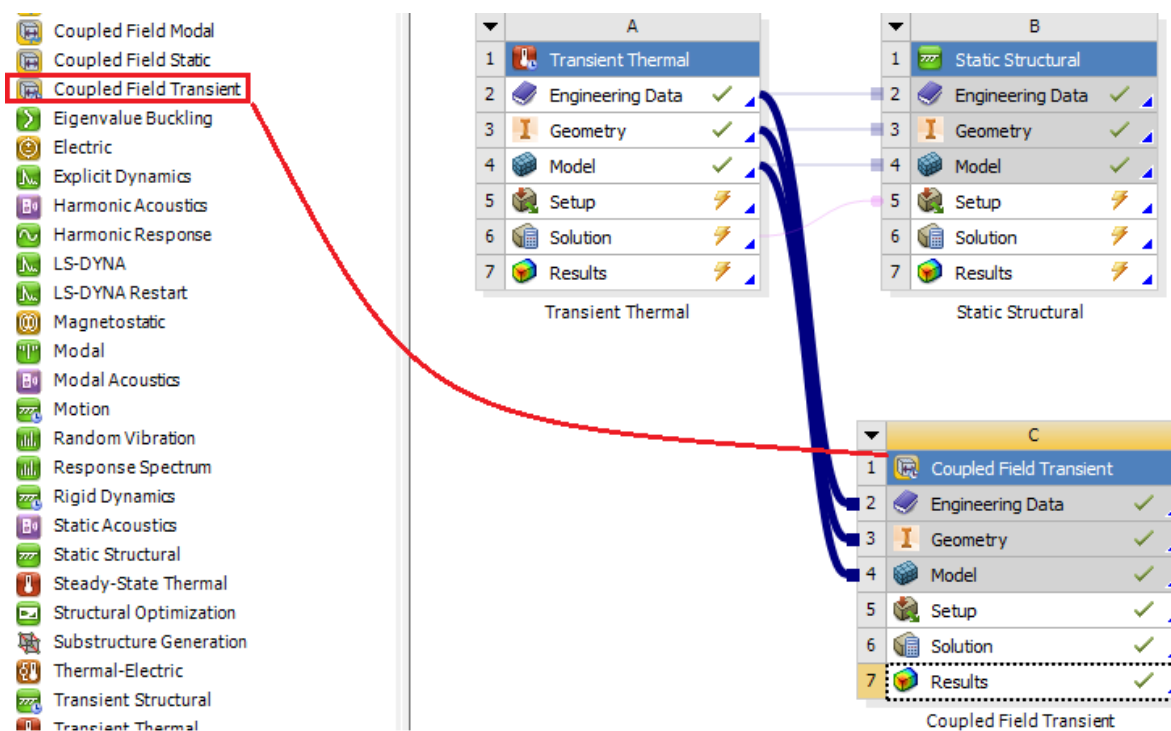 Coupled Field Modal
Coupled Field Static
Coupled Field Transient
Eigenvalue Buckling
Electric
Explicit Dynamics
Harmonic Acoustics
Harmonic Response
LS-DYNA
LS-DYNA Restart
Magnetostatic
Modal
Modal Acoustics
Motion
Random Vibration
Response Spectrum
Rigid Dynamics
Static Acoustics
Static Structural
Steady-State Thermal
Structural Optimization
Substructure Generation
Thermal-Electric
Transient Structural
Transient Thermal
A
1 Transient Thermal
2 Engineering Data
3 Geometry
4 Model
5 Setup
6 Solution
7 Results
Transient Thermal
B
1 Static Structural
2 Engineering Data
3 Geometry
4 Model
5 Setup
6 Solution
7 Results
Static Structural
C
1 Coupled Field Transient
2 Engineering Data
3 Geometry
4 Model
5 Setup
6 Solution
7 Results
Coupled Field Transient